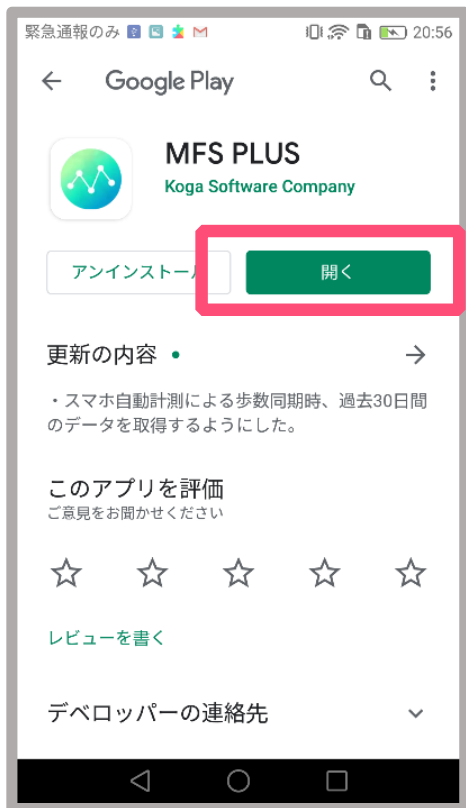 緊急通報のみ 20:56
Google Play
MFS PLUS
Koga Software Company
アンインストール 開く
更新の内容 •
・スマホ自動計測による歩数同期時、過去30日間
のデータを取得するようにした。
このアプリを評価
ご意見をお聞かせください
レビューを書く
デベロッパーの連絡先